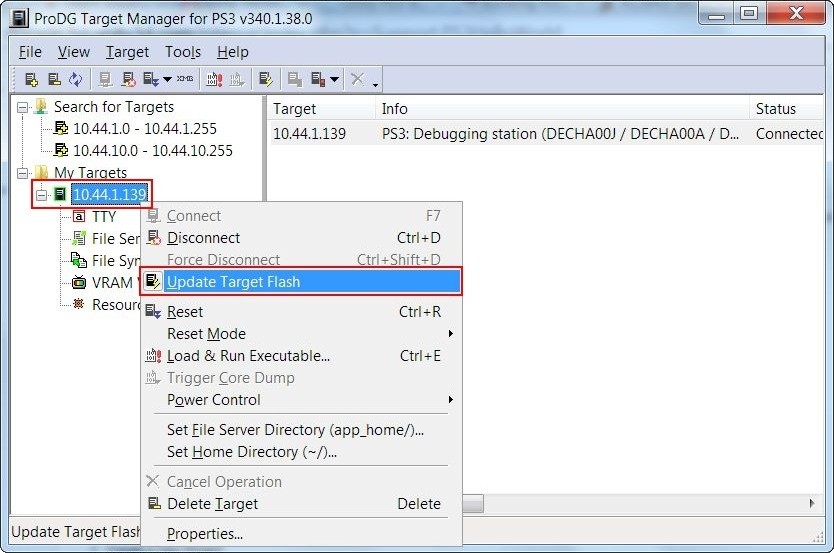 ProDG Target Manager for PS3 v340.1.38.0
File View Target Tools Help
XMB
Search for Targets
10.44.1.0 - 10.44.1.255
10.44.10.0 - 10.44.10.255
My Targets
10.44.1.139
TTY
File Ser
File Syn
VRAM
Resour
Target Info Status
10.44.1.139 PS3: Debugging station (DECHA00J / DECHA00A / D... Connected
Connect F7
Disconnect Ctrl+D
Force Disconnect Ctrl+Shift+D
Update Target Flash
Reset Ctrl+R
Reset Mode
Load & Run Executable... Ctrl+E
Trigger Core Dump
Power Control
Set File Server Directory (app_home/)...
Set Home Directory (~/)...
Cancel Operation
Delete Target Delete
Properties...
Update Target Flash